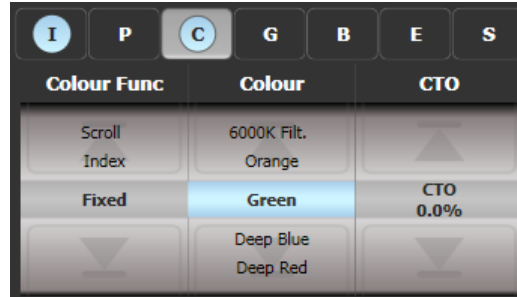 I P C G B E S
Colour Func Colour CTO
Scroll 6000K Filt.
Index Orange
Fixed Green CTO
0.0%
Deep Blue
Deep Red